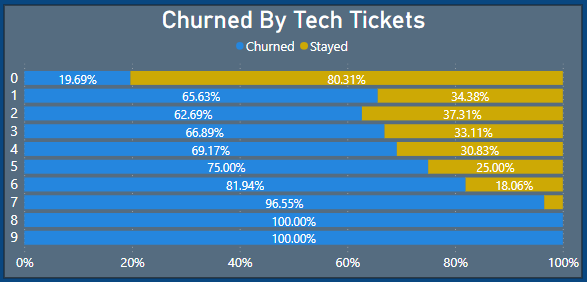 Churned By Tech Tickets
Churned Stayed
0 19.69% 80.31%
1 65.63% 34.38%
2 62.69% 37.31%
3 66.89% 33.11%
4 69.17% 30.83%
5 75.00% 25.00%
6 81.94% 18.06%
7 96.55%
8 100.00%
9 100.00%
0% 20% 40% 60% 80% 100%